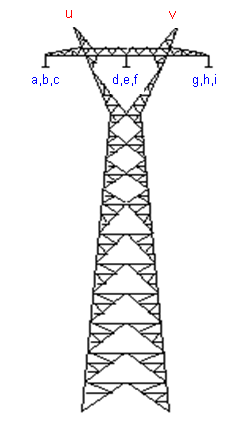 u v
a,b,c d,e,f g,h,i